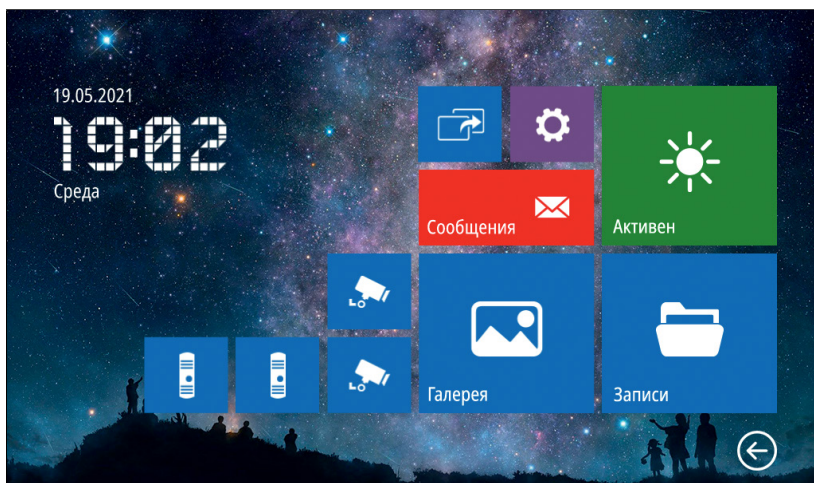 19.05.2021
19:02
Среда
Сообщения
Активен
Галерея
Записи